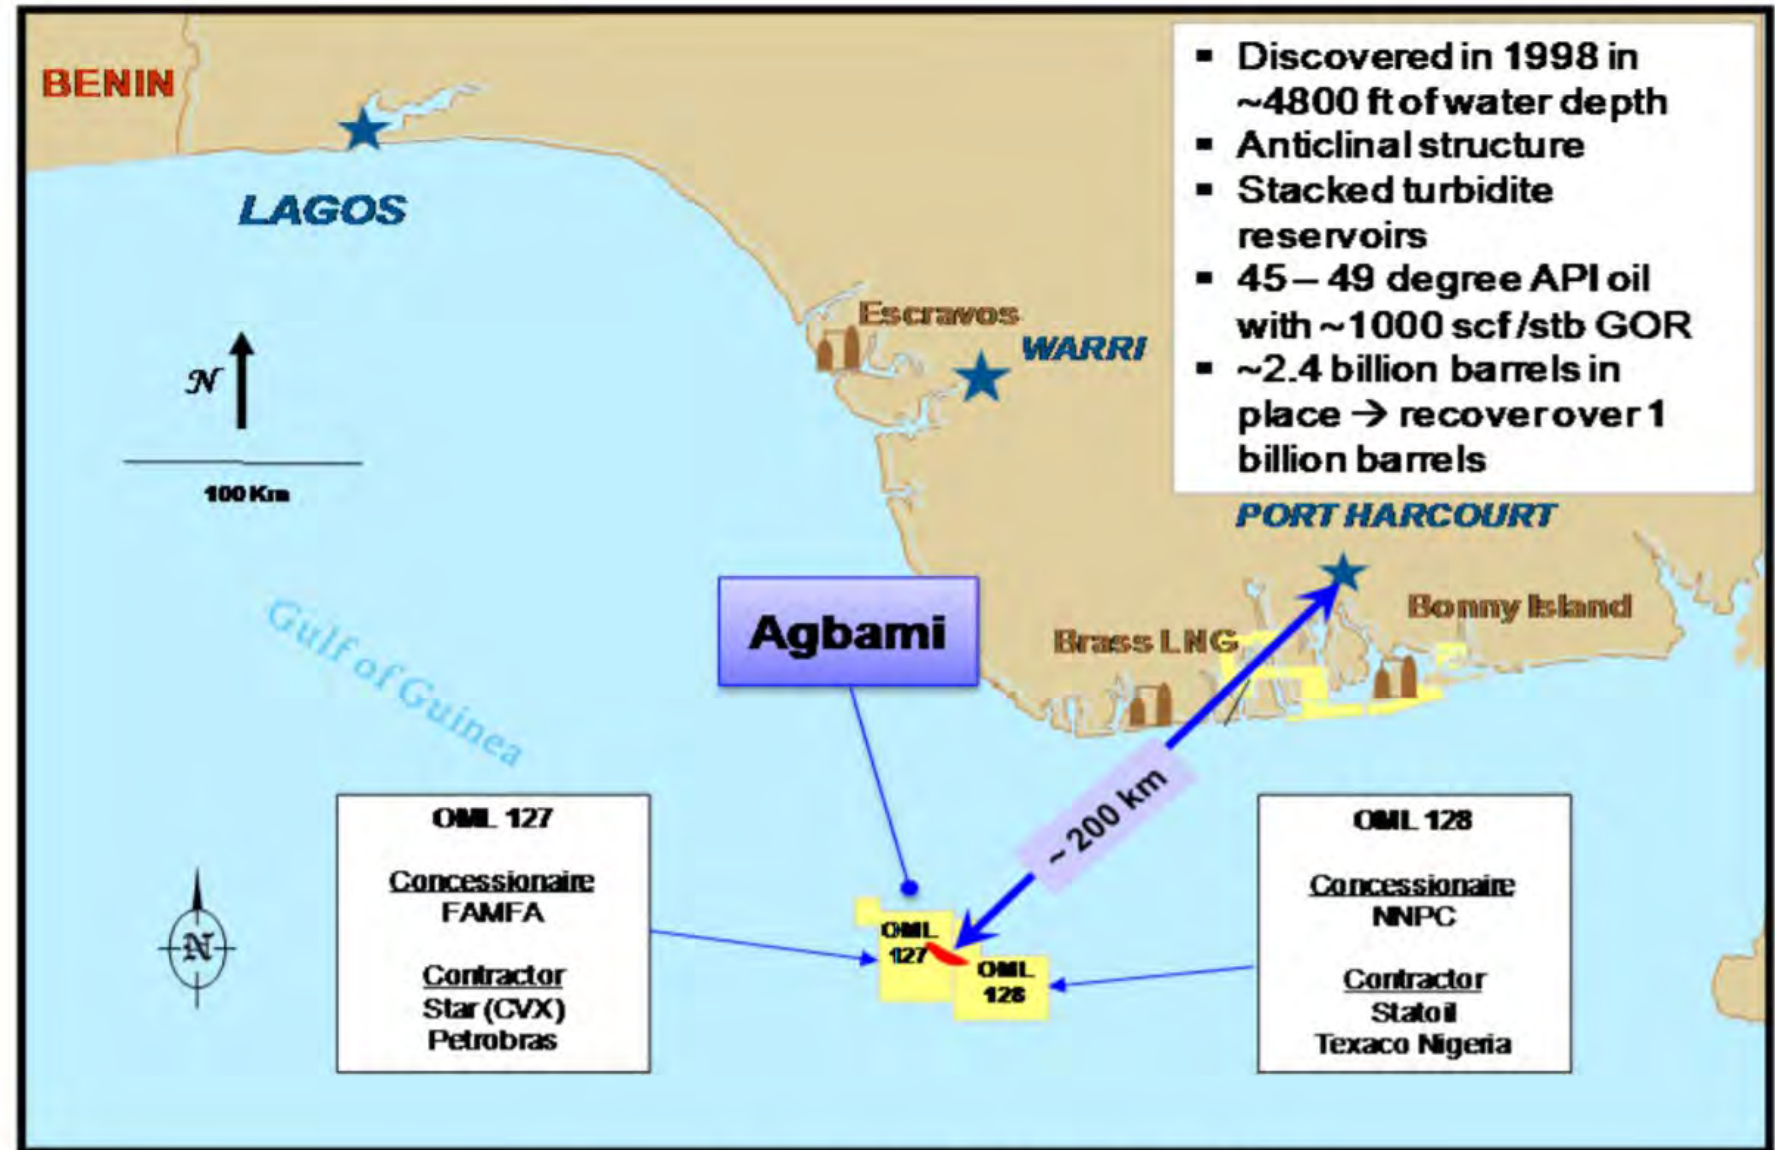 BENIN
LAGOS
N
100 Km
Gulf of Guinea
Escravos
WARRI
▪ Discovered in 1998 in
~4800 ft of water depth
▪ Anticlinal structure
▪ Stacked turbidite
reservoirs
▪ 45 – 49 degree API oil
with ~1000 scf/stb GOR
▪ ~2.4 billion barrels in
place → recover over 1
billion barrels
PORT HARCOURT
Bonny Island
Brass LNG
Agbami
~ 200 km
OML 127
Concessionaire
FAMFA
Contractor
Star (CVX)
Petrobras
N
OML
127
OML
128
OML 128
Concessionaire
NNPC
Contractor
Statoil
Texaco Nigeria